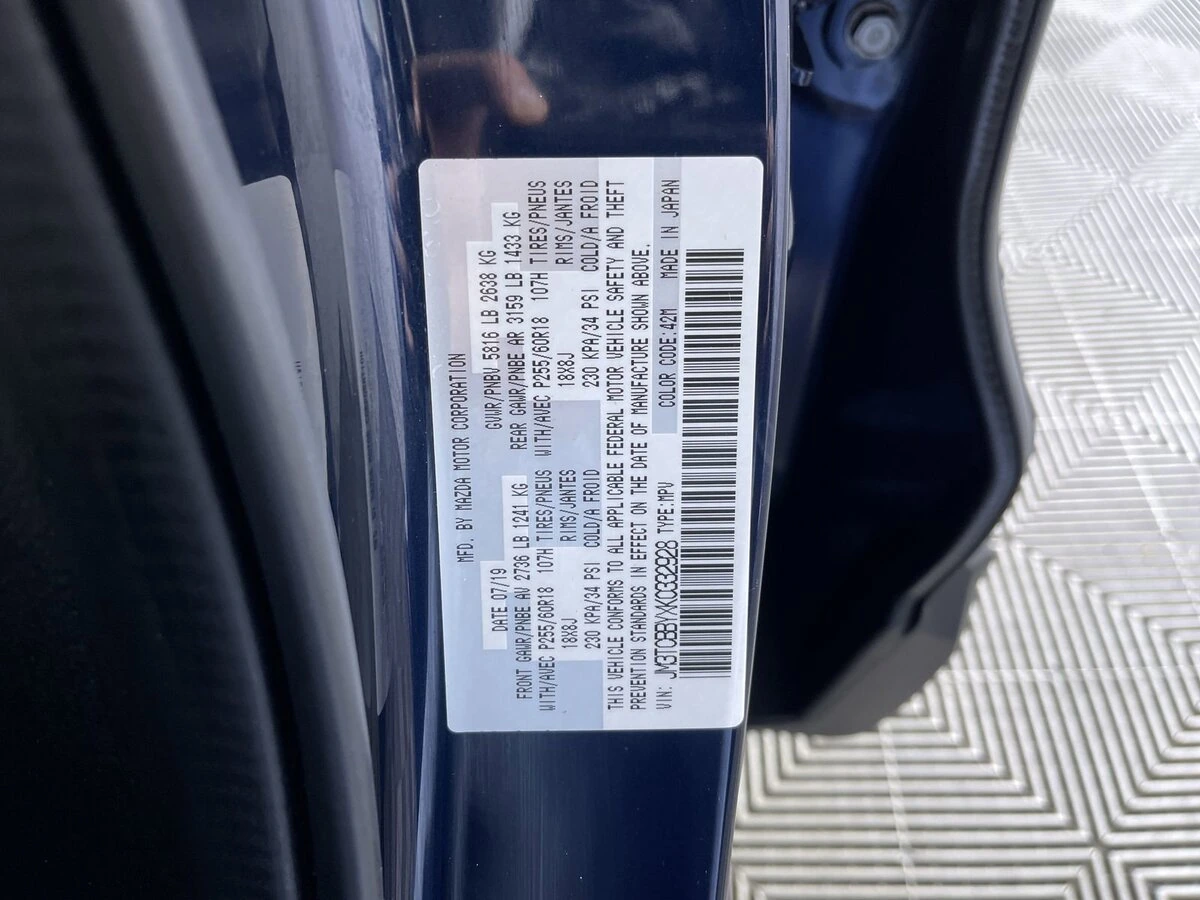 MFD. BY MAZDA MOTOR CORPORATION
DATE 07/19 GVWR/PNBV 5816 LB 2638 KG
FRONT GAWR/PNBE AV 2736 LB 1241 KG REAR GAWR/PNBE AR 3159 LB 1433 KG
WITH/AVEC P255/60R18 107H TIRES/PNEUS WITH/AVEC P255/60R18 107H TIRES/PNEUS
18X8J RIMS/JANTES 18X8J RIMS/JANTES
230 KPA/34 PSI COLD/A FROID 230 KPA/34 PSI COLD/A FROID
THIS VEHICLE CONFORMS TO ALL APPLICABLE FEDERAL MOTOR VEHICLE SAFETY AND THEFT
PREVENTION STANDARDS IN EFFECT ON THE DATE OF MANUFACTURE SHOWN ABOVE.
VIN: JM3TCBBYXK0332928 TYPE:MPV COLOR CODE:42M MADE IN JAPAN